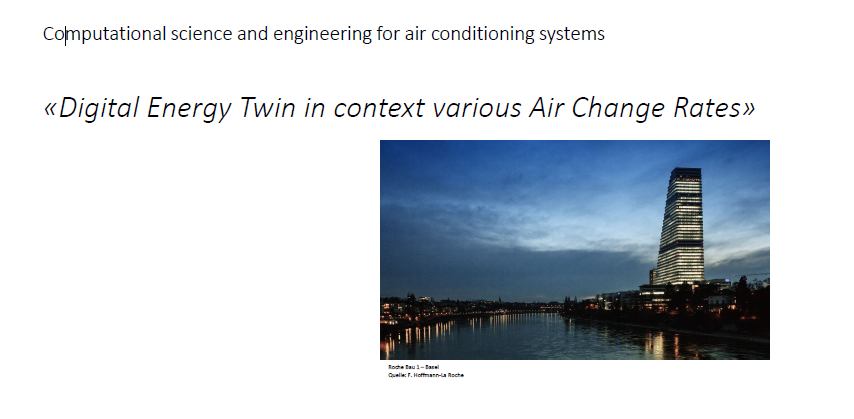 Computational science and engineering for air conditioning systems
«Digital Energy Twin in context various Air Change Rates»
Roche Bau 1 – Basel
Quelle: F. Hoffmann-La Roche